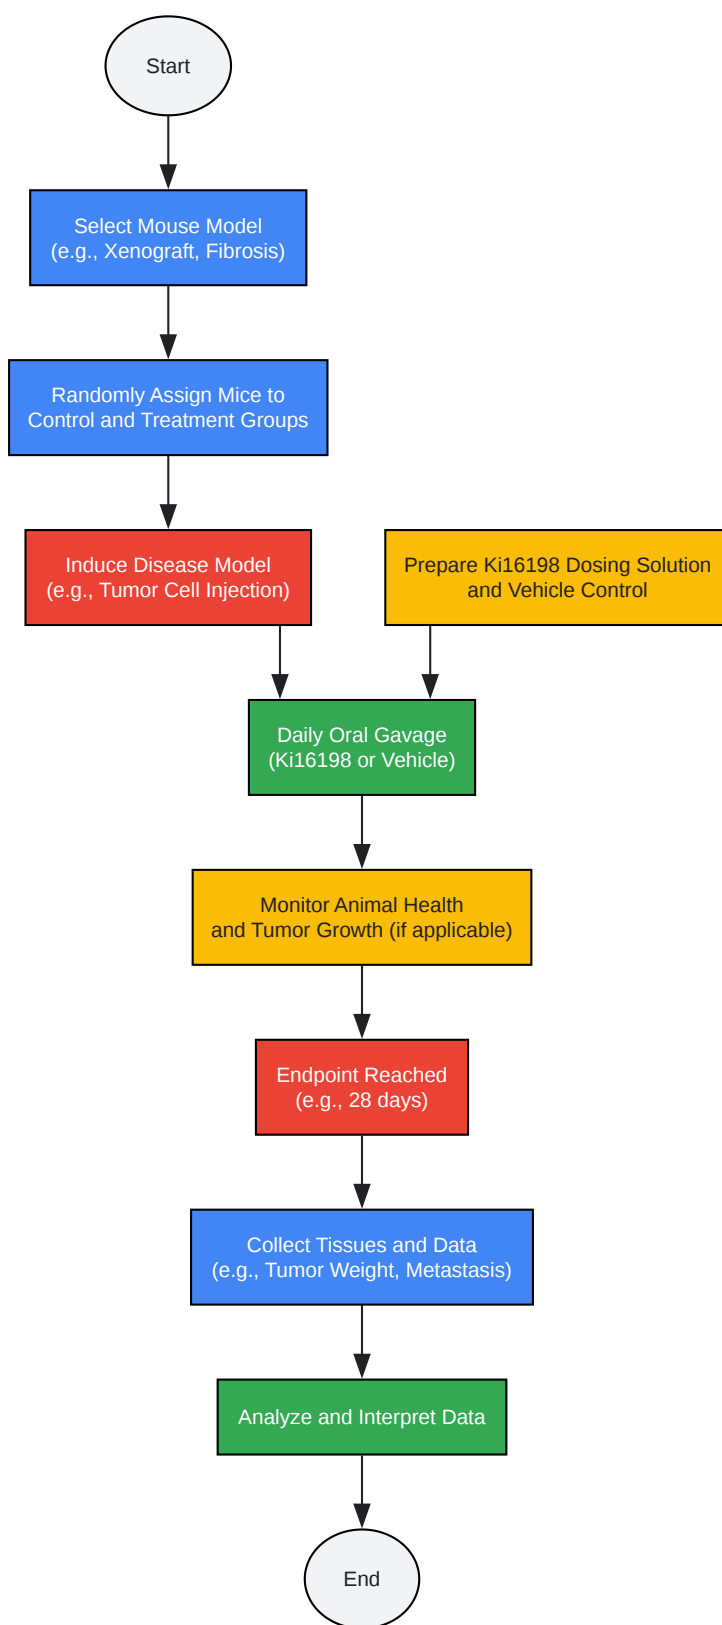 Start
Select Mouse Model
(e.g., Xenograft, Fibrosis)
Randomly Assign Mice to
Control and Treatment Groups
Induce Disease Model
(e.g., Tumor Cell Injection)
Prepare Ki16198 Dosing Solution
and Vehicle Control
Daily Oral Gavage
(Ki16198 or Vehicle)
Monitor Animal Health
and Tumor Growth (if applicable)
Endpoint Reached
(e.g., 28 days)
Collect Tissues and Data
(e.g., Tumor Weight, Metastasis)
Analyze and Interpret Data
End